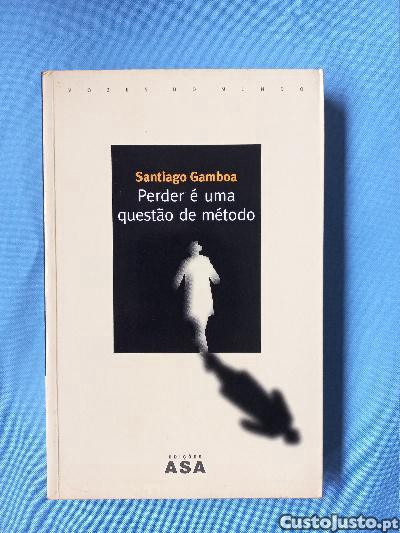 VOZES DO MUNDO
Santiago Gamboa
Perder é uma
questão de método
EDIÇÕES
ASA
CustoJusto.pt